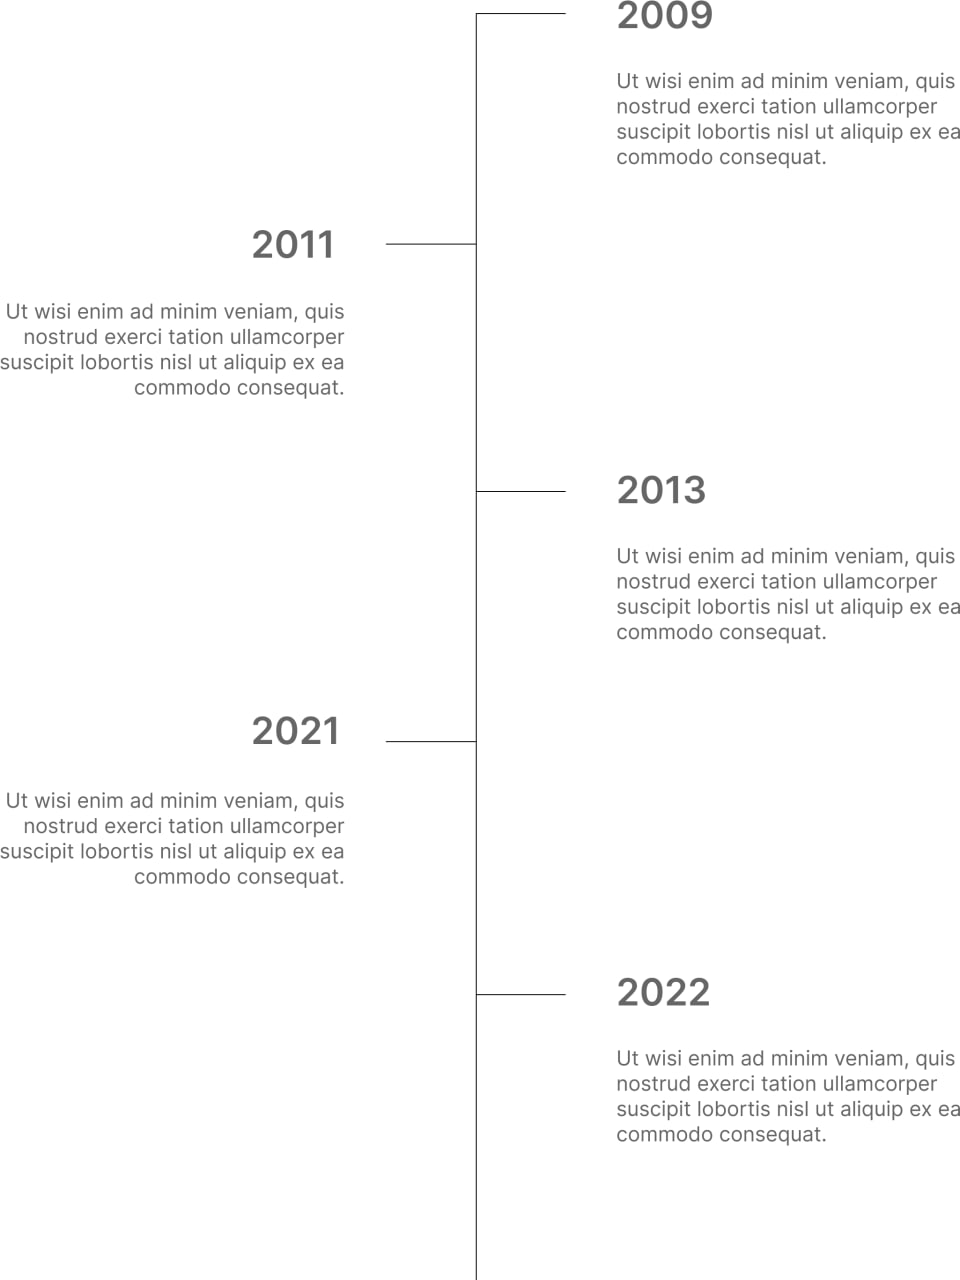 2009
Ut wisi enim ad minim veniam, quis
nostrud exerci tation ullamcorper
suscipit lobortis nisl ut aliquip ex ea
commodo consequat.
2011
Ut wisi enim ad minim veniam, quis
nostrud exerci tation ullamcorper
suscipit lobortis nisl ut aliquip ex ea
commodo consequat.
2013
Ut wisi enim ad minim veniam, quis
nostrud exerci tation ullamcorper
suscipit lobortis nisl ut aliquip ex ea
commodo consequat.
2021
Ut wisi enim ad minim veniam, quis
nostrud exerci tation ullamcorper
suscipit lobortis nisl ut aliquip ex ea
commodo consequat.
2022
Ut wisi enim ad minim veniam, quis
nostrud exerci tation ullamcorper
suscipit lobortis nisl ut aliquip ex ea
commodo consequat.